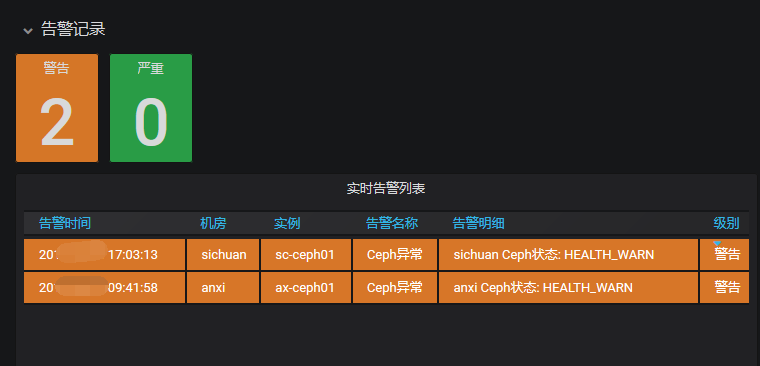 告警记录
警告 严重
2 0
实时告警列表
告警时间 机房 实例 告警名称 告警明细 级别
17:03:13 sichuan sc-ceph01 Ceph异常 sichuan Ceph状态: HEALTH_WARN 警告
09:41:58 anxi ax-ceph01 Ceph异常 anxi Ceph状态: HEALTH_WARN 警告